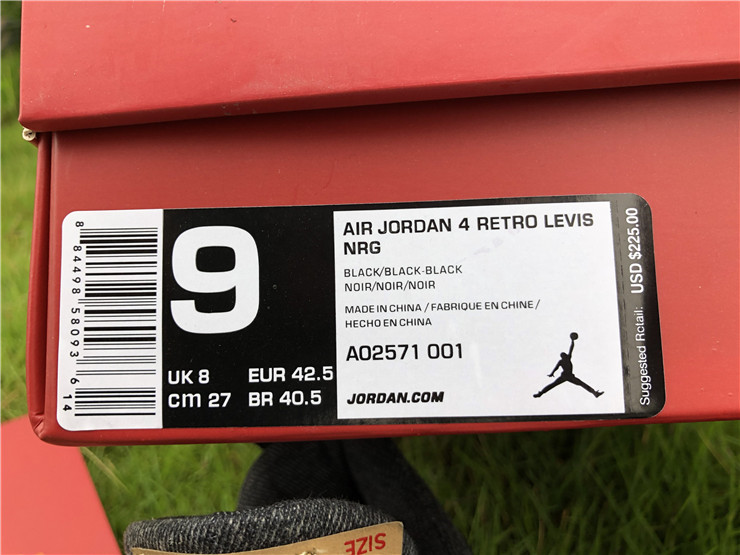 8 84498 58093 6 14
9
UK 8 EUR 42.5
cm 27 BR 40.5
AIR JORDAN 4 RETRO LEVIS
NRG
BLACK/BLACK-BLACK
NOIR/NOIR/NOIR
MADE IN CHINA / FABRIQUE EN CHINE /
HECHO EN CHINA
AO2571 001
JORDAN.COM
Suggested Retail: USD $225.00
SIZE